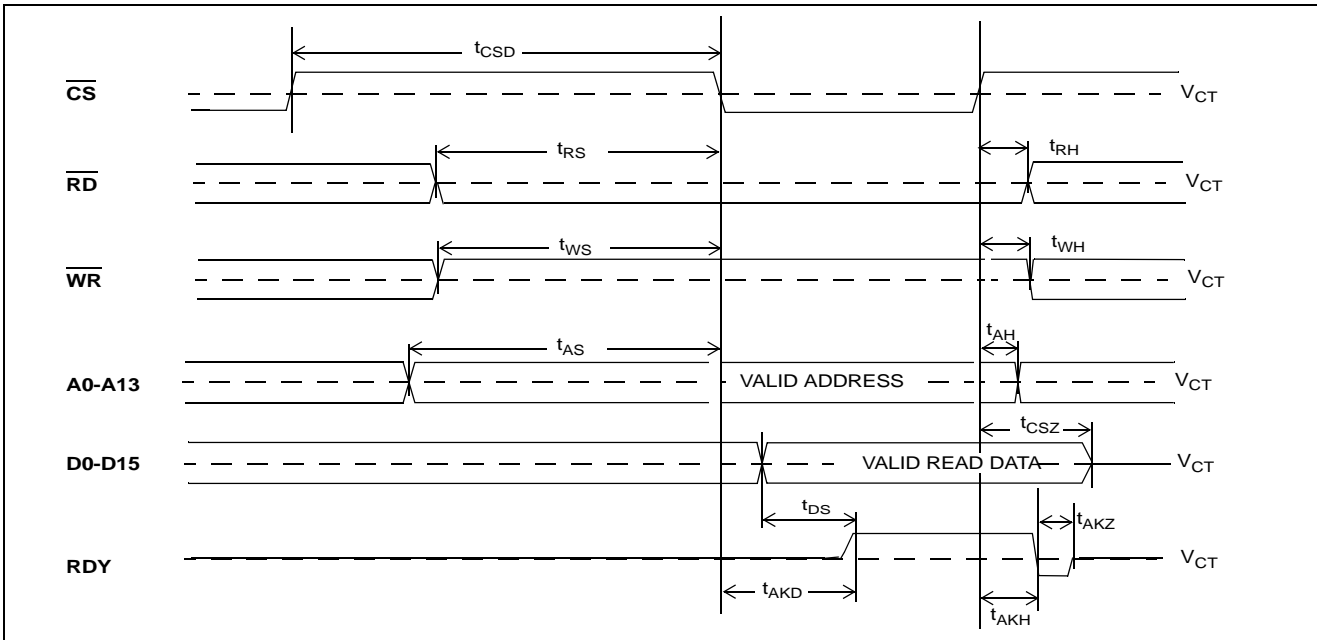 tCSD
CS VCT
tRS tRH
RD VCT
tWS tWH
WR VCT
tAS tAH
A0-A13 VALID ADDRESS VCT
tCSZ
D0-D15 VALID READ DATA VCT
tDS tAKZ
RDY VCT
tAKD tAKH